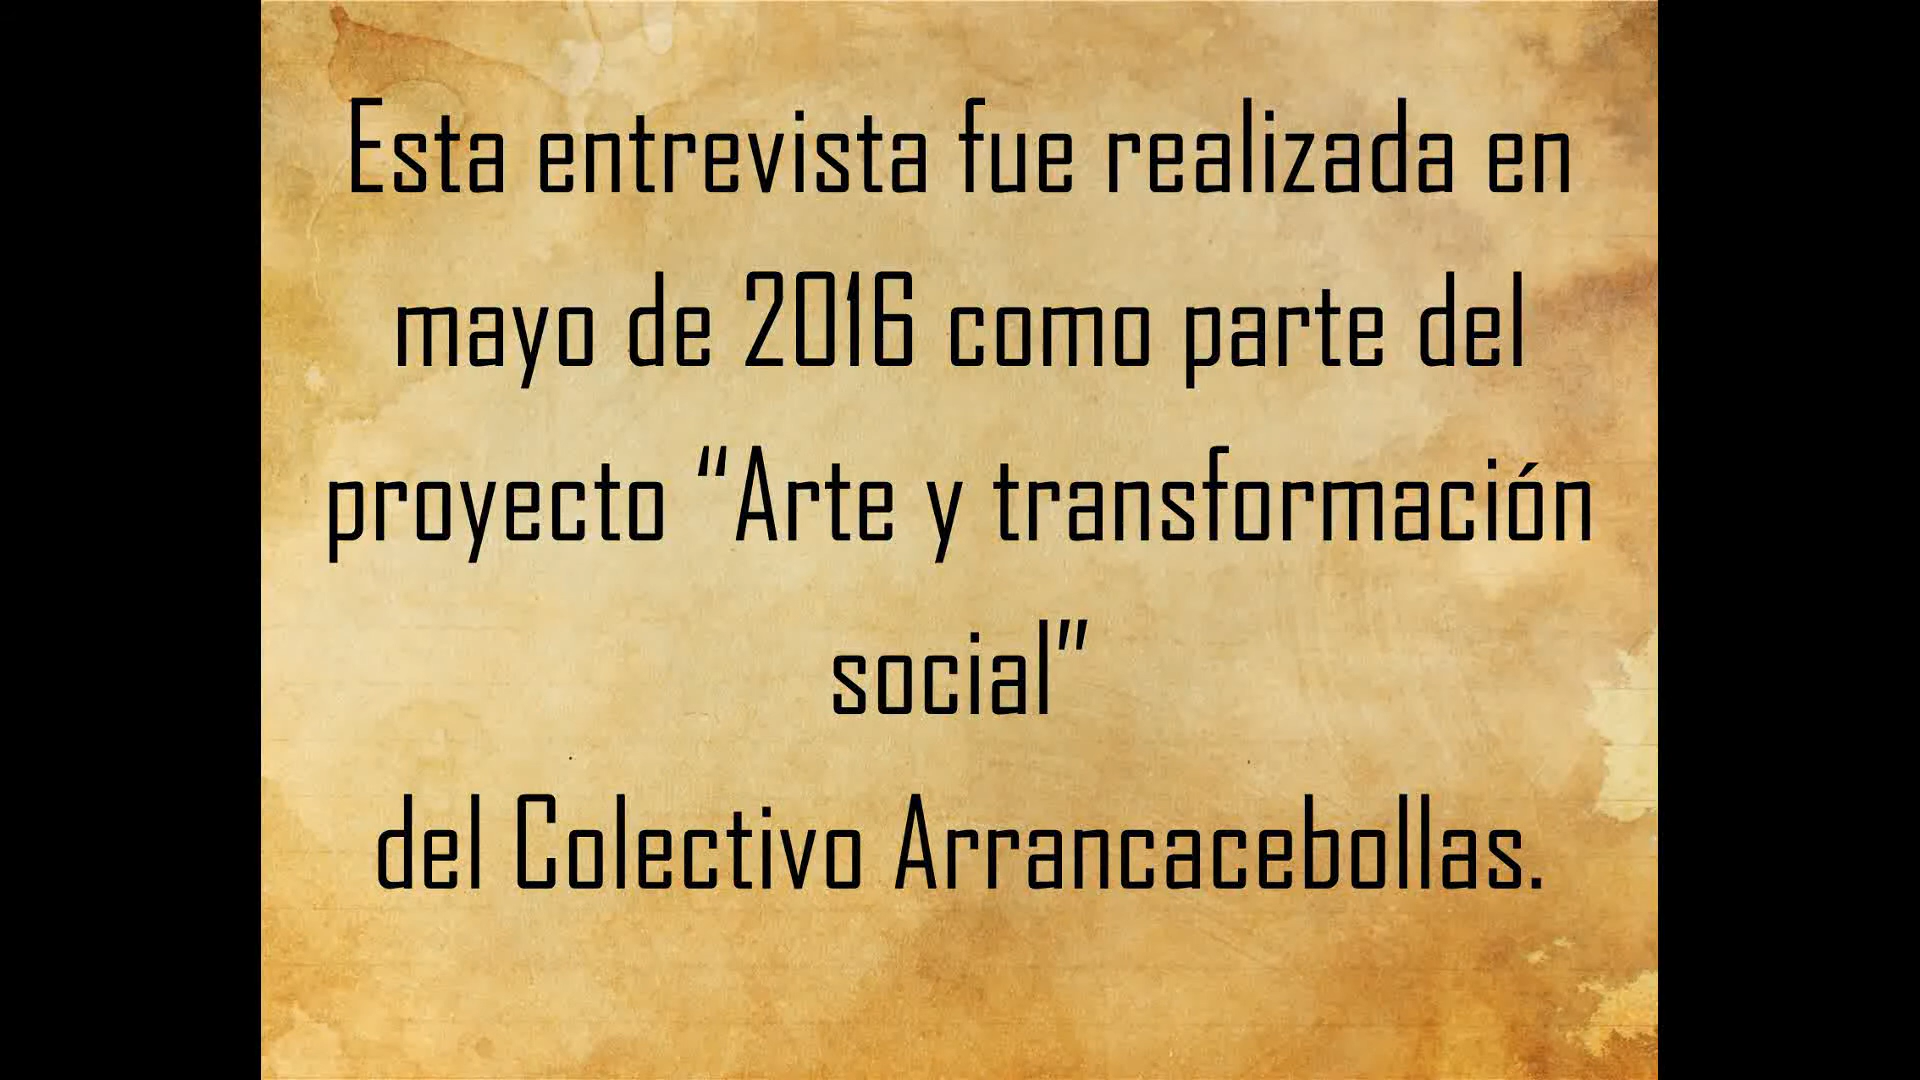 Esta entrevista fue realizada en
mayo de 2016 como parte del
proyecto “Arte y transformación
social”
del Colectivo Arrancacebollas.